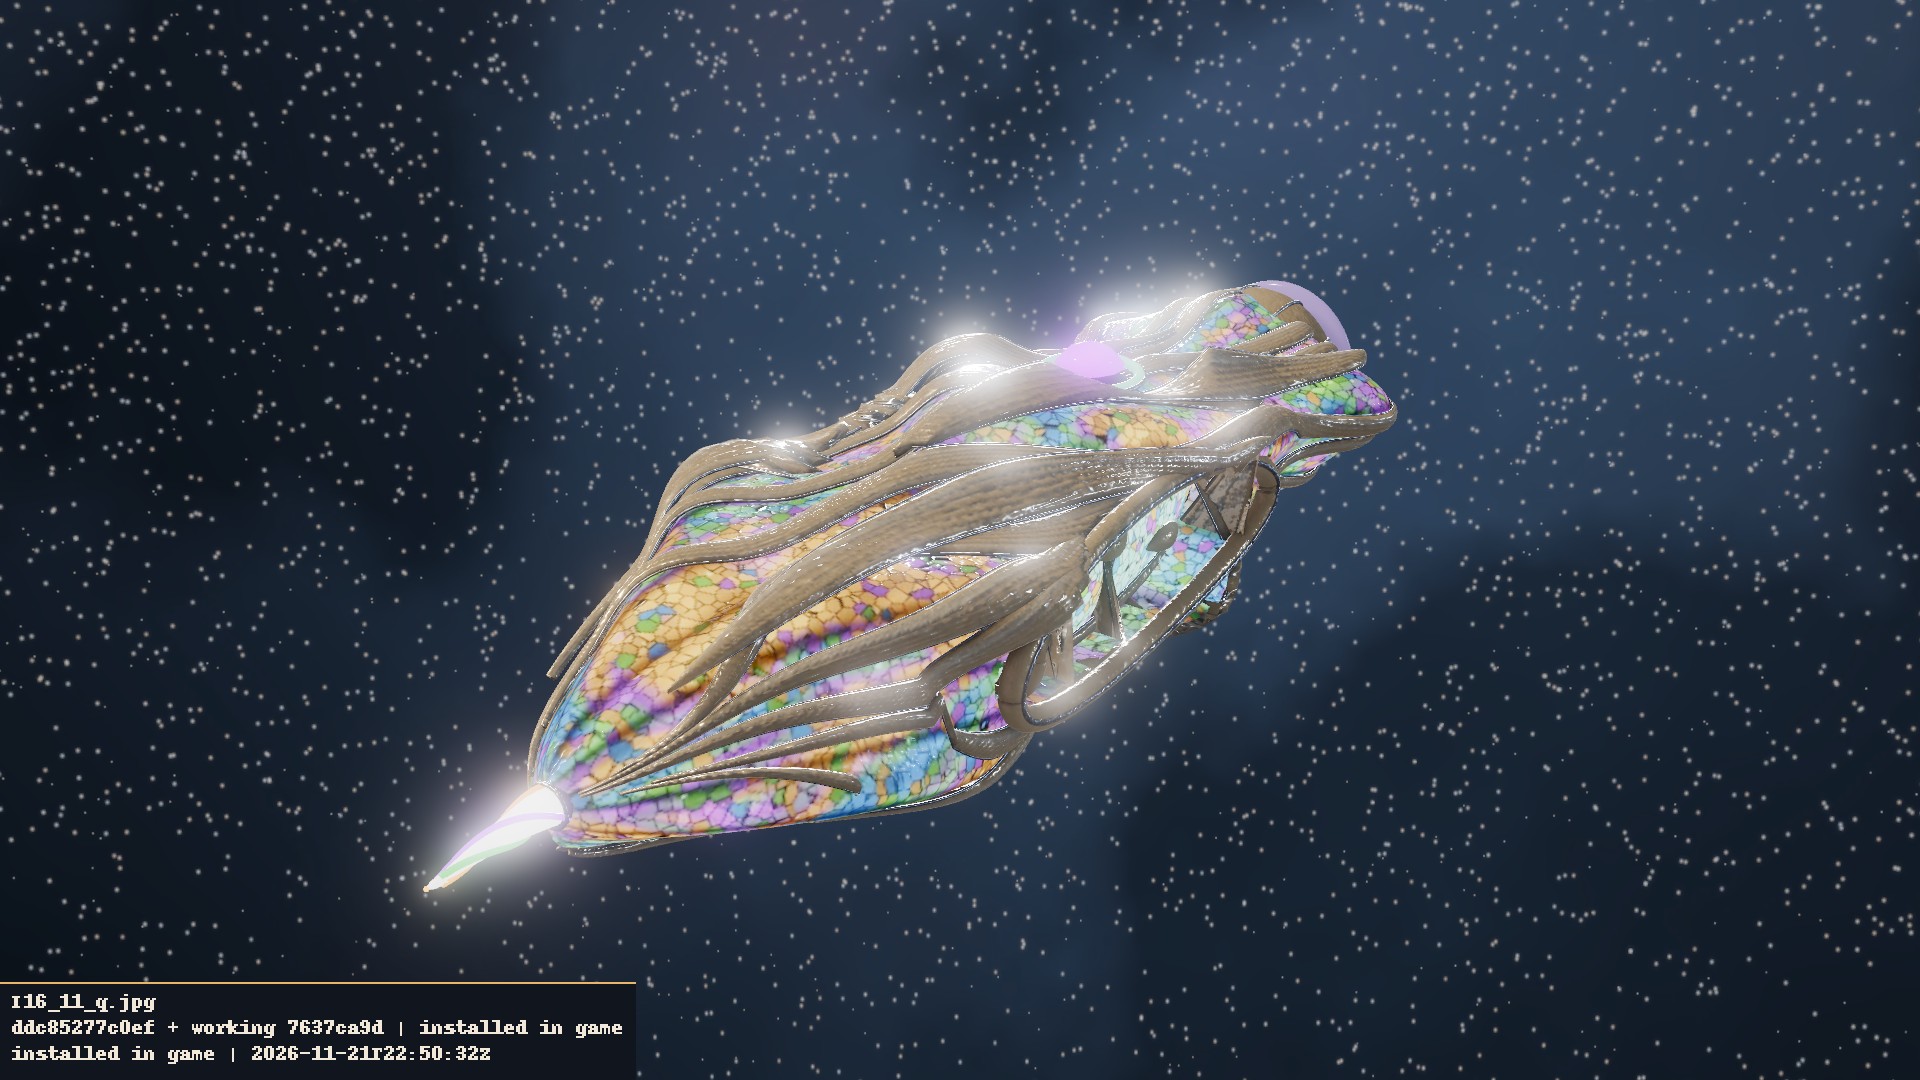 I16_11_q.jpg
ddc85277c0ef + working 7637ca9d | installed in game
installed in game | 2026-11-21T22:50:32Z